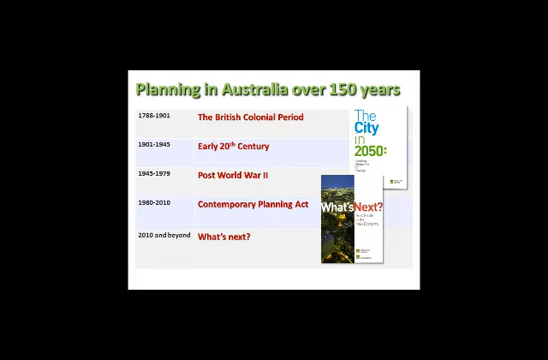 Planning in Australia over 150 years
1788-1901 The British Colonial Period
1901-1945 Early 20th Century
1945-1979 Post World War II
1980-2010 Contemporary Planning Act
2010 and beyond What's next?
The
City
in
2050:
What'sNext?